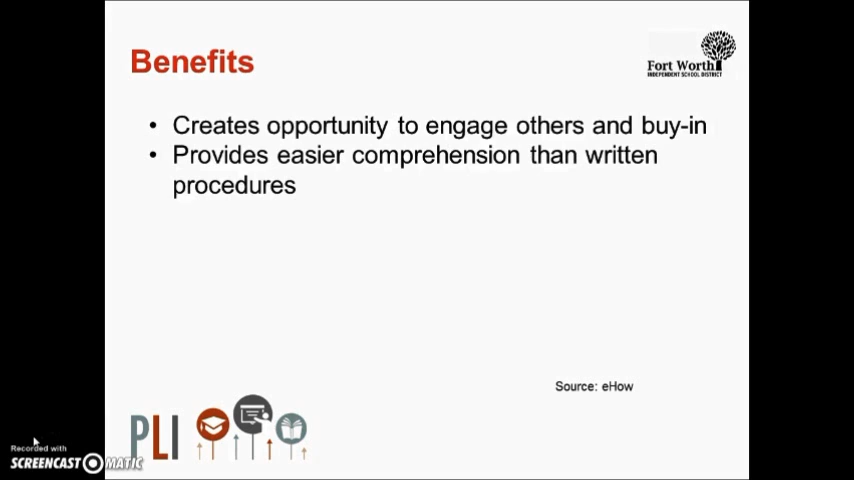 Benefits
Fort Worth
INDEPENDENT SCHOOL DISTRICT
• Creates opportunity to engage others and buy-in
• Provides easier comprehension than written
procedures
Source: eHow
PLI
Recorded with
SCREENCAST MATIC